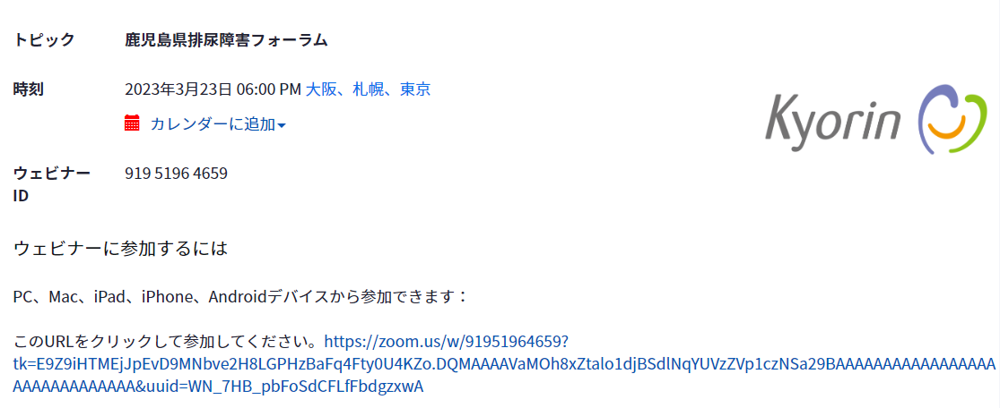 トピック 鹿児島県排尿障害フォーラム
時刻 2023年3月23日 06:00 PM 大阪、札幌、東京
カレンダーに追加
Kyorin
ウェビナー 919 5196 4659
ID
ウェビナーに参加するには
PC、Mac、iPad、iPhone、Androidデバイスから参加できます：
このURLをクリックして参加してください。https://zoom.us/w/91951964659?
tk=E9Z9iHTMEjJpEvD9MNbve2H8LGPHzBaFq4Fty0U4KZo.DQMAAAAVaMOh8xZtalo1djBSdlNqYUVzZVp1czNSa29BAAAAAAAAAAAAAAAAA
AAAAAAAAAAAAAA&uuid=WN_7HB_pbFoSdCFLfFbdgzxwA